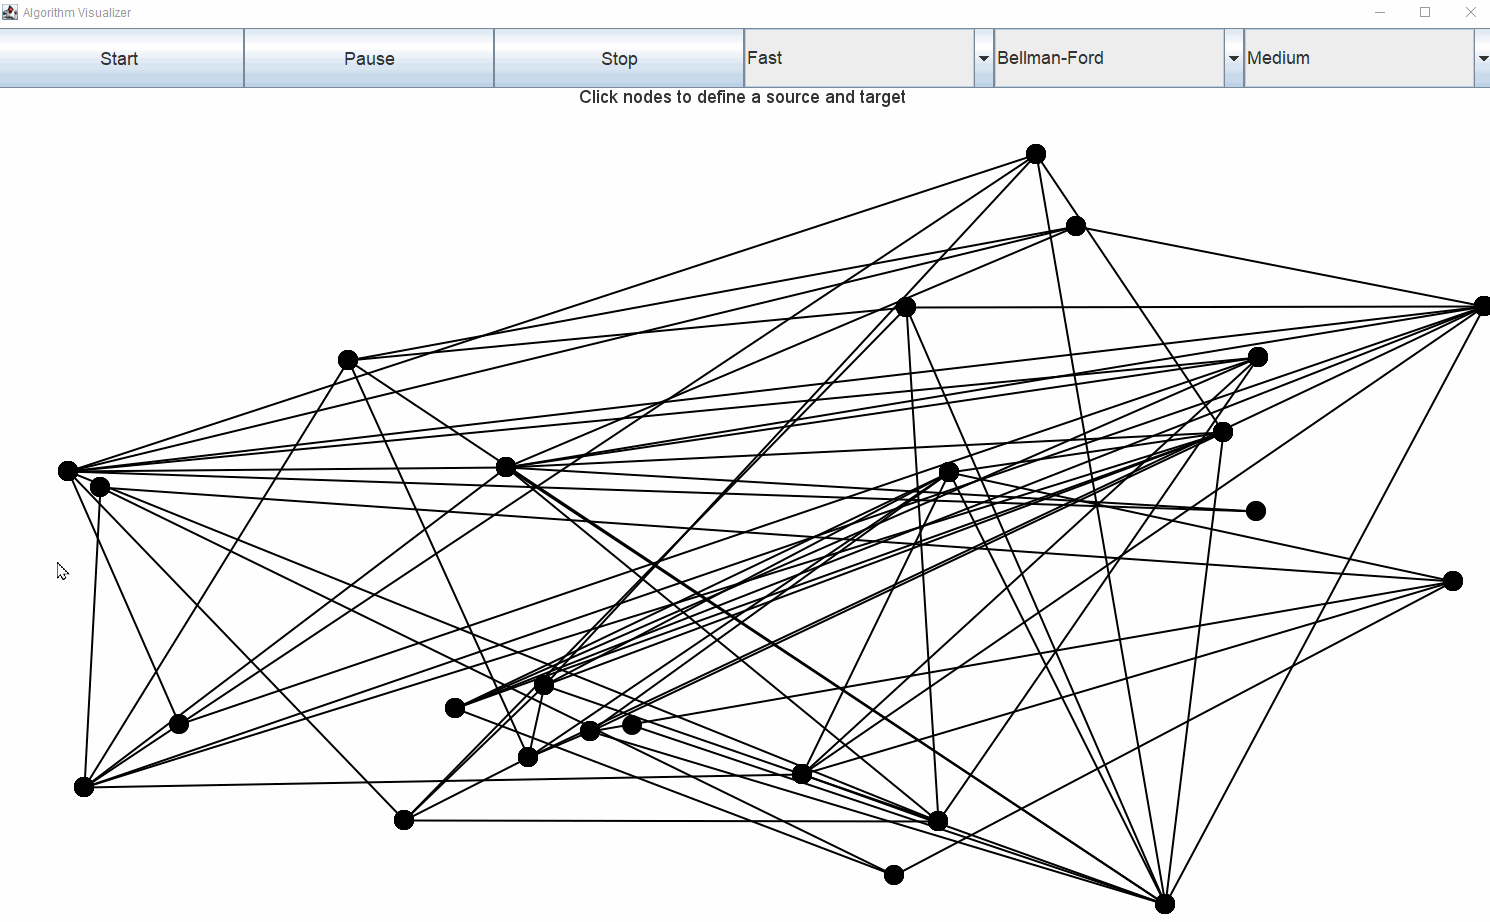 Algorithm Visualizer
Start Pause Stop Fast Bellman-Ford Medium
Click nodes to define a source and target